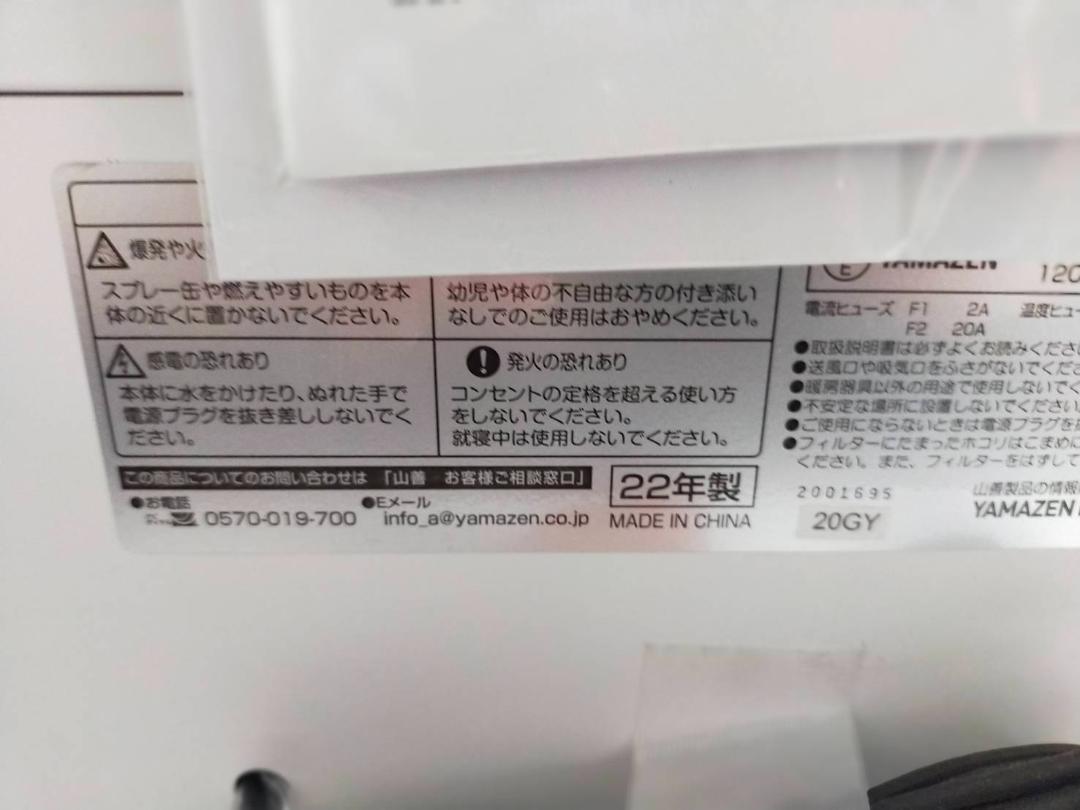 爆発や火
スプレー缶や燃えやすいものを本
体の近くに置かないでください。
幼児や体の不自由な方の付き添い
なしでのご使用はおやめください。
感電の恐れあり
本体に水をかけたり、ぬれた手で
電源プラグを抜き差ししないでく
ださい。
発火の恐れあり
コンセントの定格を超える使い方
をしないでください。
就寝中は使用しないでください。
この商品についてのお問い合わせは 「山善 お客様ご相談窓口」
●お電話
0570-019-700
●Eメール
info_a@yamazen.co.jp
22年製
MADE IN CHINA
E YAMAZEN
120
電流ヒューズ F1 2A 温度ヒュー
F2 20A
●取扱説明書は必ずよくお読みくださ
●送風口や吸気口をふさがないでくだ
●暖房器具以外の用途で使用しないでく
●不安定な場所に設置しないでください
●ご使用にならないときは電源プラグを
●フィルターにたまったホコリはこまめに
ください。また、フィルターをはずして
2001695
20GY
山善製品の情報
YAMAZEN